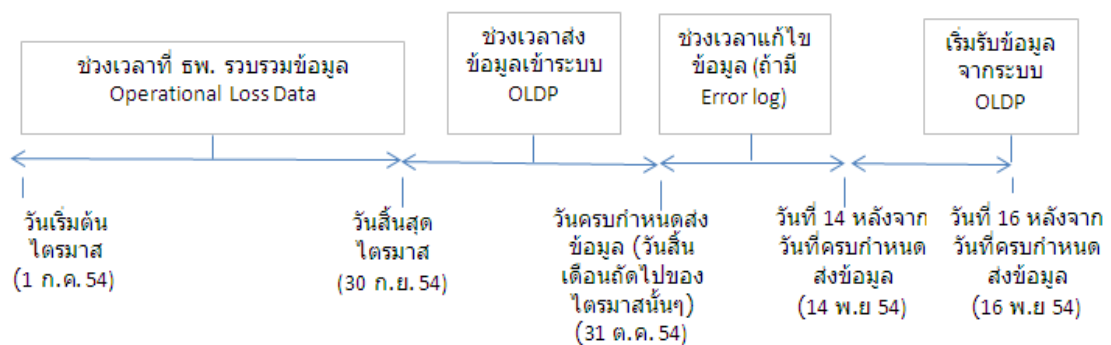 ช่วงเวลาที่ ธพ. รวบรวมข้อมูล
Operational Loss Data
ช่วงเวลาส่ง
ข้อมูลเข้าระบบ
OLDP
ช่วงเวลาแก้ไข
ข้อมูล (ถ้ามี
Error log)
เริ่มรับข้อมูล
จากระบบ
OLDP
วันเริ่มต้น
ไตรมาส
(1 ก.ค. 54)
วันสิ้นสุด
ไตรมาส
(30 ก.ย. 54)
วันครบกำหนดส่ง
ข้อมูล (วันสิ้น
เดือนถัดไปของ
ไตรมาสนั้นๆ)
(31 ต.ค. 54)
วันที่ 14 หลังจาก
วันที่ครบกำหนด
ส่งข้อมูล
(14 พ.ย 54)
วันที่ 16 หลังจาก
วันที่ครบกำหนด
ส่งข้อมูล
(16 พ.ย 54)